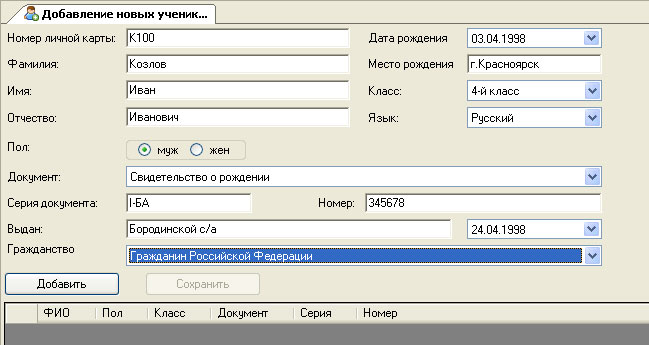 Добавление новых ученик...
Номер личной карты: К100 Дата рождения 03.04.1998
Фамилия: Козлов Место рождения г.Красноярск
Имя: Иван Класс: 4-й класс
Отчество: Иванович Язык: Русский
Пол: муж жен
Документ: Свидетельство о рождении
Серия документа: I-БА Номер: 345678
Выдан: Бородинской с/а 24.04.1998
Гражданство Гражданин Российской Федерации
Добавить Сохранить
ФИО Пол Класс Документ Серия Номер